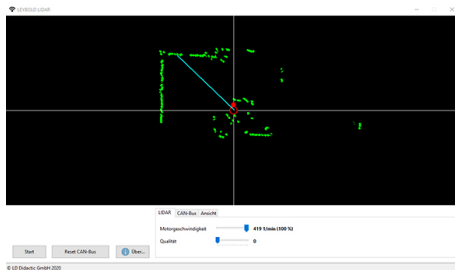 LEYBOLD LIDAR
LIDAR CAN-Bus Ansicht
Motorgeschwindigkeit 419 U/min (100 %)
Qualität 0
Start Reset CAN-Bus Über...
© LD Didactic GmbH 2020